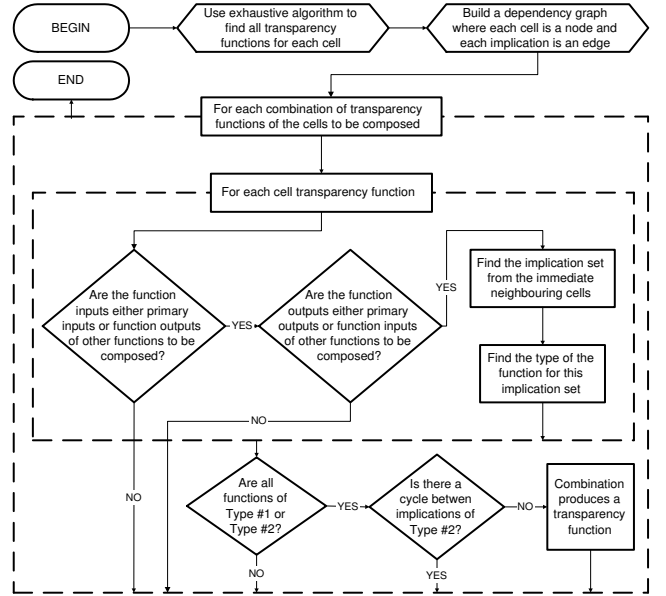 BEGIN
Use exhaustive algorithm to
find all transparency
functions for each cell
Build a dependency graph
where each cell is a node and
each implication is an edge
END
For each combination of transparency
functions of the cells to be composed
For each cell transparency function
Are the function
inputs either primary
inputs or function outputs
of other functions to be
composed?
YES
Are the function
outputs either primary
outputs or function inputs
of other functions to be
composed?
YES
Find the implication set
from the immediate
neighbouring cells
Find the type of the
function for this
implication set
NO
NO
Are all
functions of
Type #1 or
Type #2?
YES
Is there a
cycle betwen
implications of
Type #2?
NO
Combination
produces a
transparency
function
NO
YES